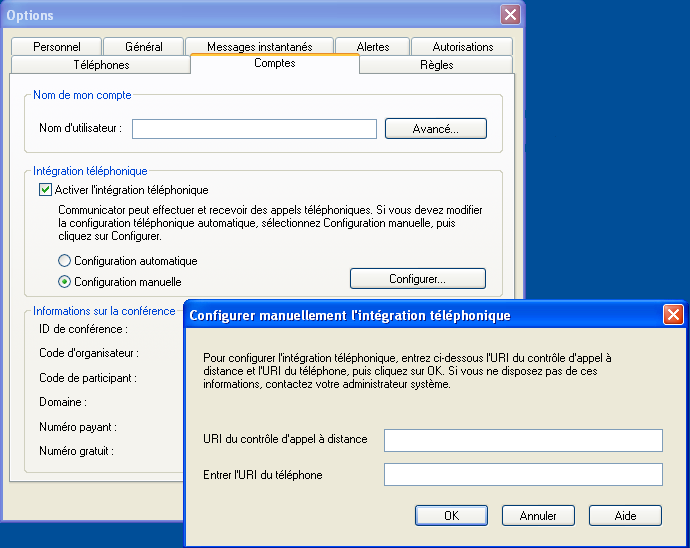 Options
Personnel
Général
Messages instantanés
Alertes
Autorisations
Téléphones
Comptes
Règles
Nom de mon compte
Nom d'utilisateur :
Avancé...
Intégration téléphonique
Activer l'intégration téléphonique
Communicator peut effectuer et recevoir des appels téléphoniques. Si vous devez modifier
la configuration téléphonique automatique, sélectionnez Configuration manuelle, puis
cliquez sur Configurer.
Configuration automatique
Configuration manuelle
Configurer...
Informations sur la conférence
ID de conférence :
Code d'organisateur :
Code de participant :
Domaine :
Numéro payant :
Numéro gratuit :
Configurer manuellement l'intégration téléphonique
Pour configurer l'intégration téléphonique, entrez ci-dessous l'URI du contrôle d'appel à
distance et l'URI du téléphone, puis cliquez sur OK. Si vous ne disposez pas de ces
informations, contactez votre administrateur système.
URI du contrôle d'appel à distance
Entrer l'URI du téléphone
OK
Annuler
Aide